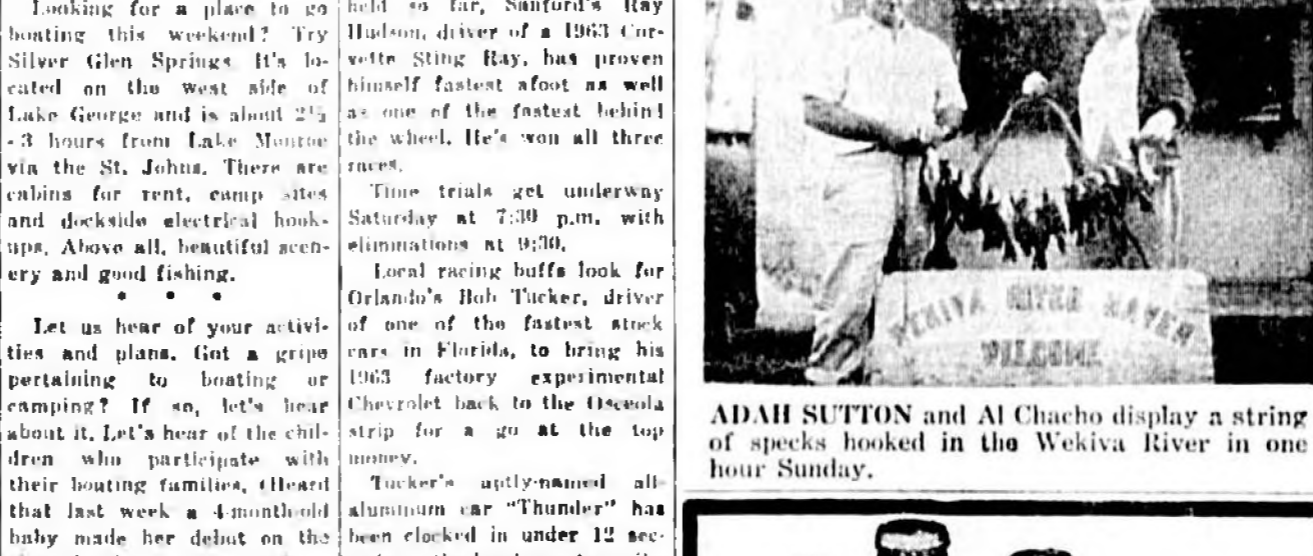 Looking for a place to go
boating this weekend? Try
Silver Glen Springs. It's lo-
cated on the west side of
Lake George and is about 2½
- 3 hours from Lake Monroe
via the St. Johns. There are
cabins for rent, camp sites
and dockside electrical hook-
ups. Above all, beautiful scen-
ery and good fishing.
* * *
Let us hear of your activi-
ties and plans. Got a gripe
pertaining to boating or
camping? If so, let's hear
about it. Let's hear of the chil-
dren who participate with
their boating families. (Heard
that last week a 4-month-old
baby made her debut on the
held so far, Sanford's Ray
Hudson, driver of a 1963 Cor-
vette Sting Ray, has proven
himself fastest afoot as well
as one of the fastest behind
the wheel. He's won all three
races.
Time trials get underway
Saturday at 7:30 p.m. with
eliminations at 9:30.
Local racing buffs look for
Orlando's Bob Tucker, driver
of one of the fastest stock
cars in Florida, to bring his
1963 factory experimental
Chevrolet back to the Osceola
strip for a go at the top
money.
Tucker's aptly-named all-
aluminum car "Thunder" has
been clocked in under 12 sec-
WEKIVA RIVER HAVEN
WELCOME
ADAH SUTTON and Al Chacho display a string
of specks hooked in the Wekiva River in one
hour Sunday.